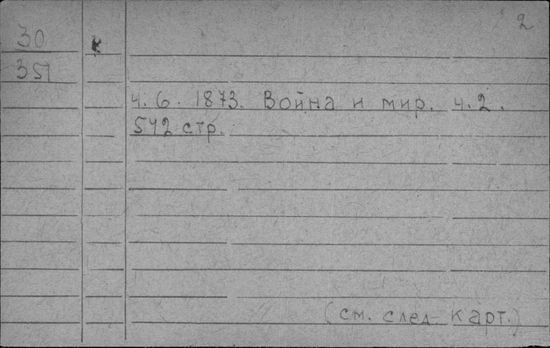 2
30
351
ч. 6. 1873. Война и мир. ч. 2.
542 стр.
(см. след. карт.)